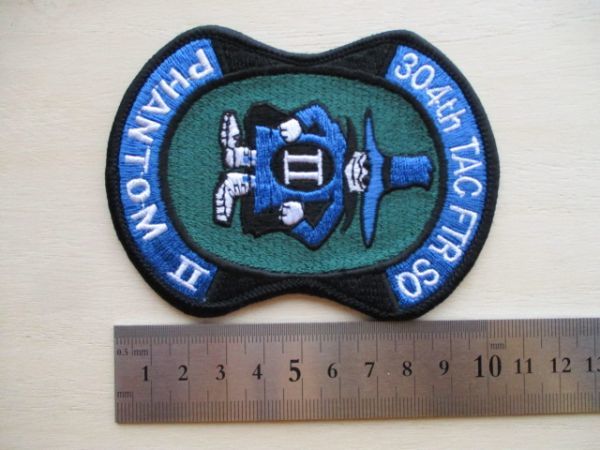 304th TAC FTR SQ
II
PHANTOM II
0.5 mm
mm
1 2 3 4 5 6 7 8 9 10 11 12 13